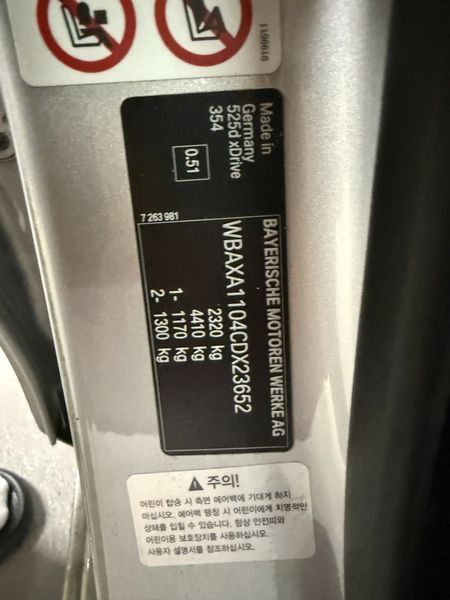 9196611
BAYERISCHE MOTOREN WERKE AG
WBAXA1104CDX23652
2320 kg
4410 kg
1- 1170 kg
2- 1300 kg
7 263 981
Made in
Germany
525d xDrive
354
0.51
주의!
어린이 탑승 시 측면 에어백에 기대게 하지
마십시오. 에어백 팽창 시 어린이에게 치명적인
상해를 입힐 수 있습니다. 항상 안전띠와
어린이용 보호장치를 사용하십시오.
사용자 설명서를 참조하십시오.